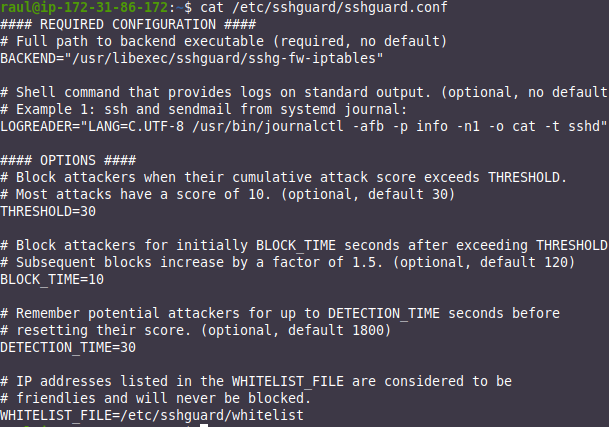 raul@ip-172-31-86-172:~$ cat /etc/sshguard/sshguard.conf
#### REQUIRED CONFIGURATION ####
# Full path to backend executable (required, no default)
BACKEND="/usr/libexec/sshguard/sshg-fw-iptables"
# Shell command that provides logs on standard output. (optional, no default
# Example 1: ssh and sendmail from systemd journal:
LOGREADER="LANG=C.UTF-8 /usr/bin/journalctl -afb -p info -n1 -o cat -t sshd"
#### OPTIONS ####
# Block attackers when their cumulative attack score exceeds THRESHOLD.
# Most attacks have a score of 10. (optional, default 30)
THRESHOLD=30
# Block attackers for initially BLOCK_TIME seconds after exceeding THRESHOLD
# Subsequent blocks increase by a factor of 1.5. (optional, default 120)
BLOCK_TIME=10
# Remember potential attackers for up to DETECTION_TIME seconds before
# resetting their score. (optional, default 1800)
DETECTION_TIME=30
# IP addresses listed in the WHITELIST_FILE are considered to be
# friendlies and will never be blocked.
WHITELIST_FILE=/etc/sshguard/whitelist